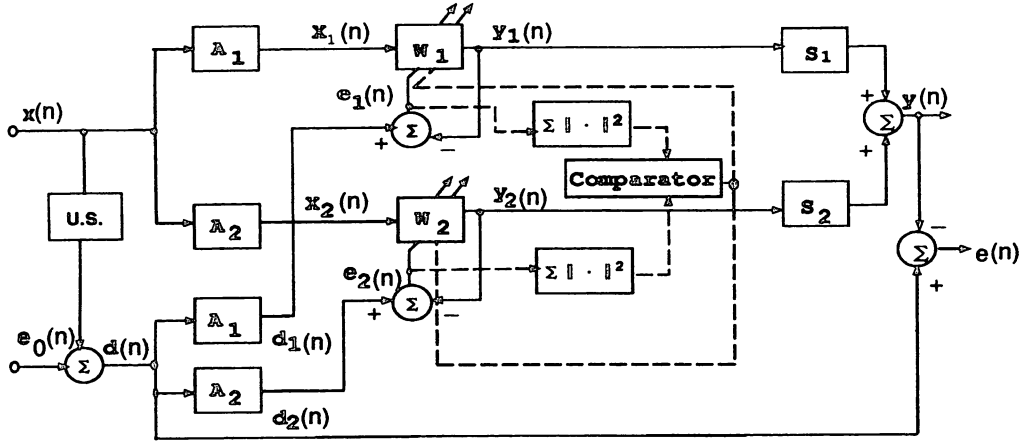 A₁
x₁(n)
W₁
y₁(n)
S₁
x(n)
e₁(n)
Σ
+
−
Σ | · |²
+
Σ
y(n)
+
Comparator
U.S.
A₂
x₂(n)
W₂
y₂(n)
S₂
−
Σ
e(n)
+
e₂(n)
Σ
+
−
Σ | · |²
A₁
d₁(n)
e₀(n)
Σ
d(n)
A₂
d₂(n)